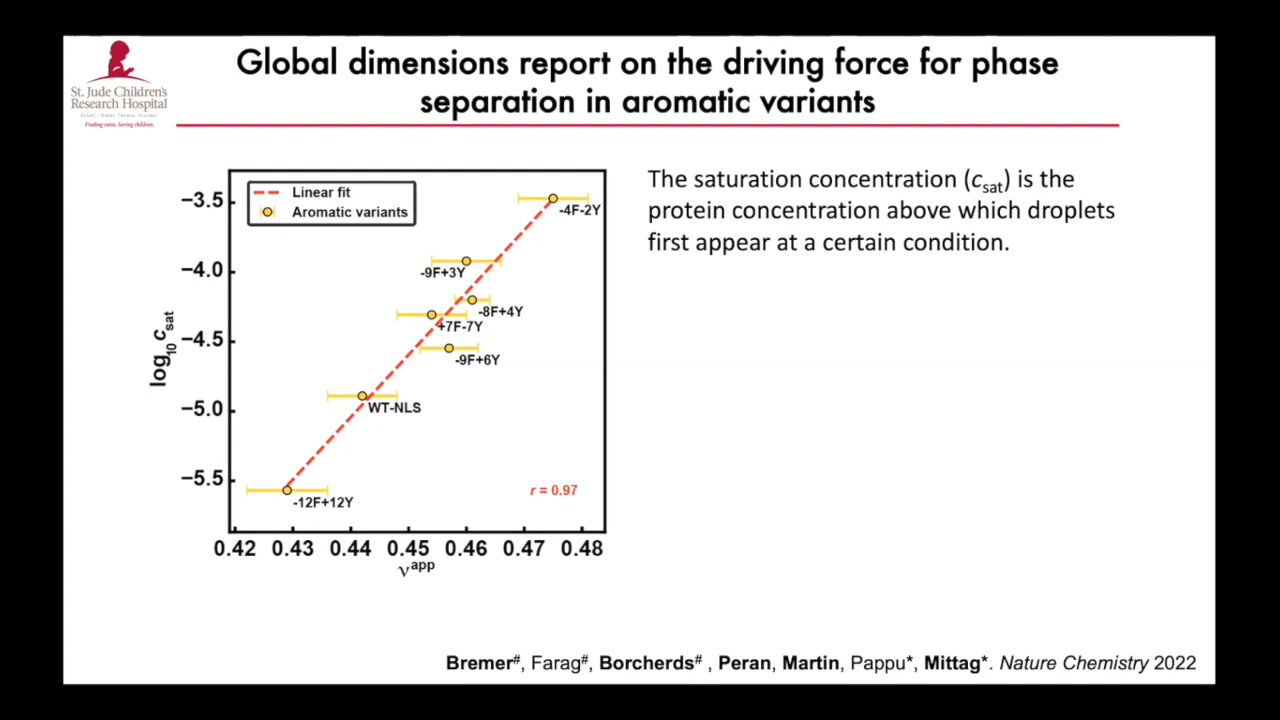 Global dimensions report on the driving force for phase
separation in aromatic variants
St. Jude Children's
Research Hospital
Finding cures. Saving children.
The saturation concentration (csat) is the
protein concentration above which droplets
first appear at a certain condition.
Linear fit
Aromatic variants
−3.5
−4.0
−4.5
−5.0
−5.5
log10 csat
-4F-2Y
-9F+3Y
-8F+4Y
+7F-7Y
-9F+6Y
WT-NLS
-12F+12Y
r = 0.97
0.42 0.43 0.44 0.45 0.46 0.47 0.48
νapp
Bremer#, Farag#, Borcherds# , Peran, Martin, Pappu*, Mittag*. Nature Chemistry 2022